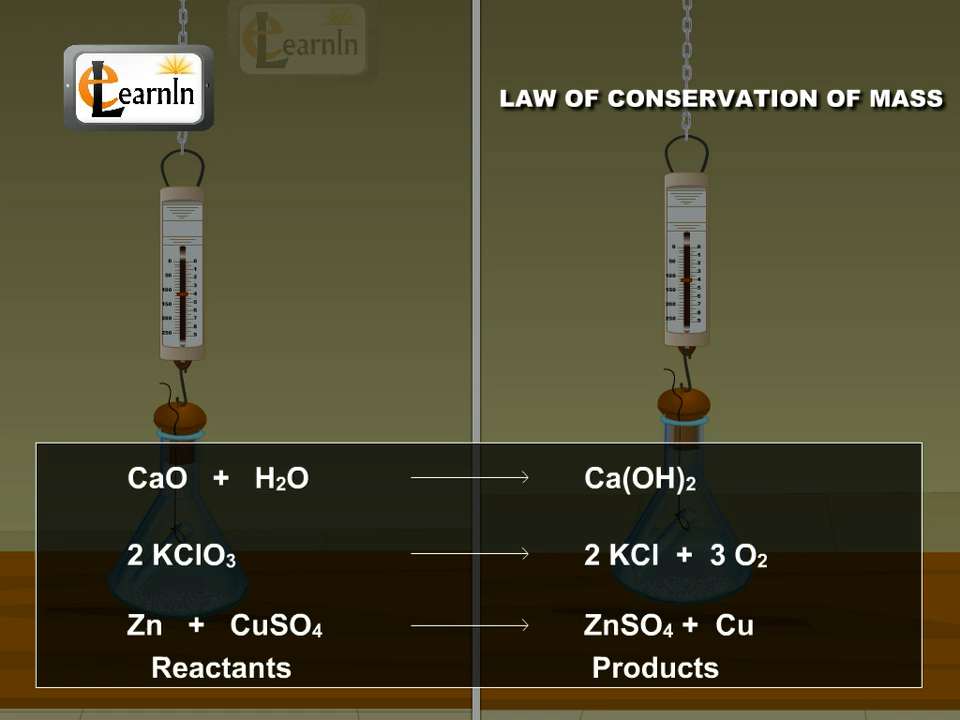 eLearnIn
eLearnIn
LAW OF CONSERVATION OF MASS
CaO + H₂O ⟶ Ca(OH)₂
2 KClO₃ ⟶ 2 KCl + 3 O₂
Zn + CuSO₄ ⟶ ZnSO₄ + Cu
Reactants Products